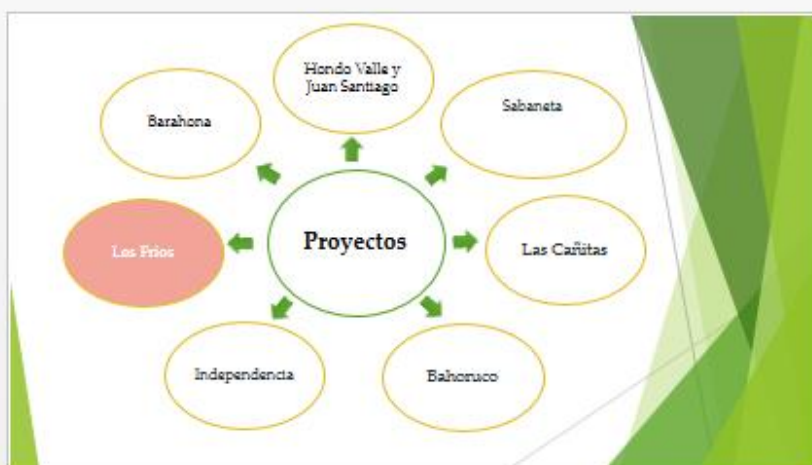 Hondo Valle y
Juan Santiago
Barahona
Sabaneta
Los Frios
Proyectos
Las Cañitas
Independencia
Bahoruco